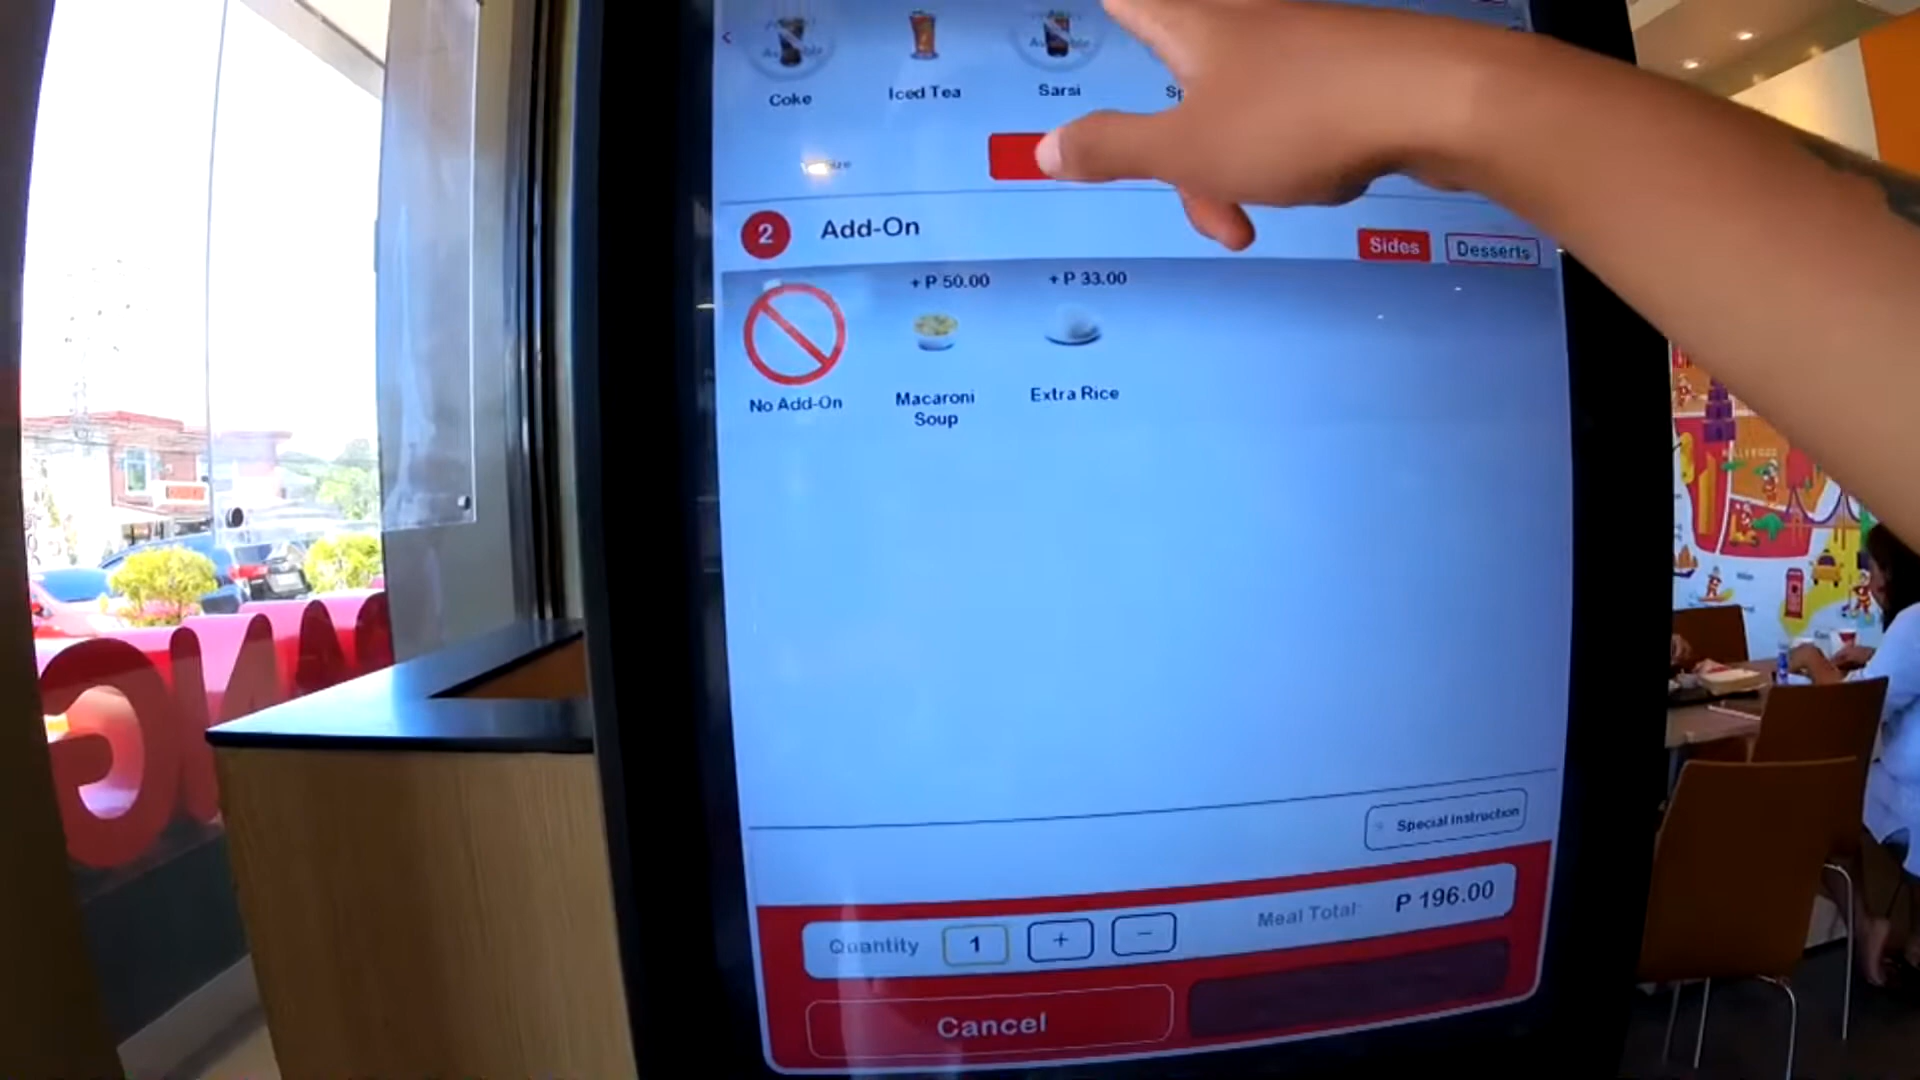 Coke
Iced Tea
Sarsi
2 Add-On
Sides
Desserts
+ P 50.00
+ P 33.00
No Add-On
Macaroni
Soup
Extra Rice
Special Instruction
Quantity 1 + −
Meal Total: P 196.00
Cancel